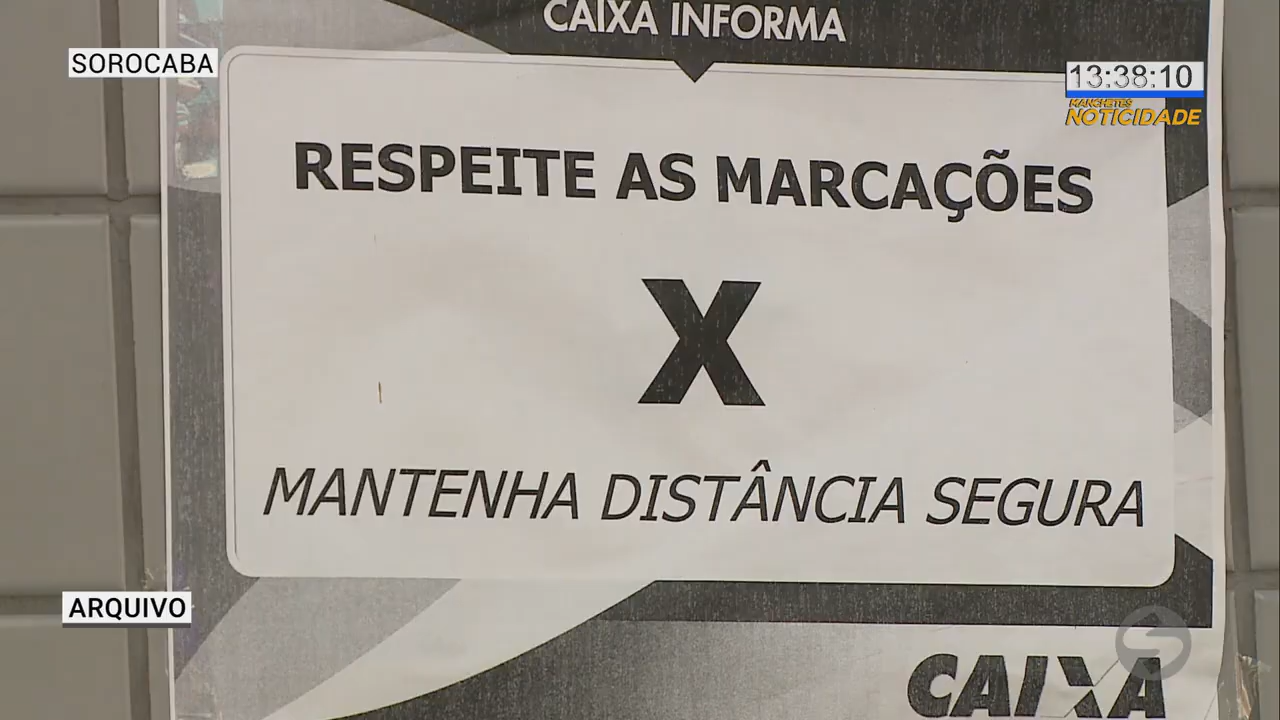 CAIXA INFORMA
SOROCABA
13:38:10
MANCHETES
NOTICIDADE
RESPEITE AS MARCAÇÕES
X
MANTENHA DISTÂNCIA SEGURA
ARQUIVO
CAIXA
S